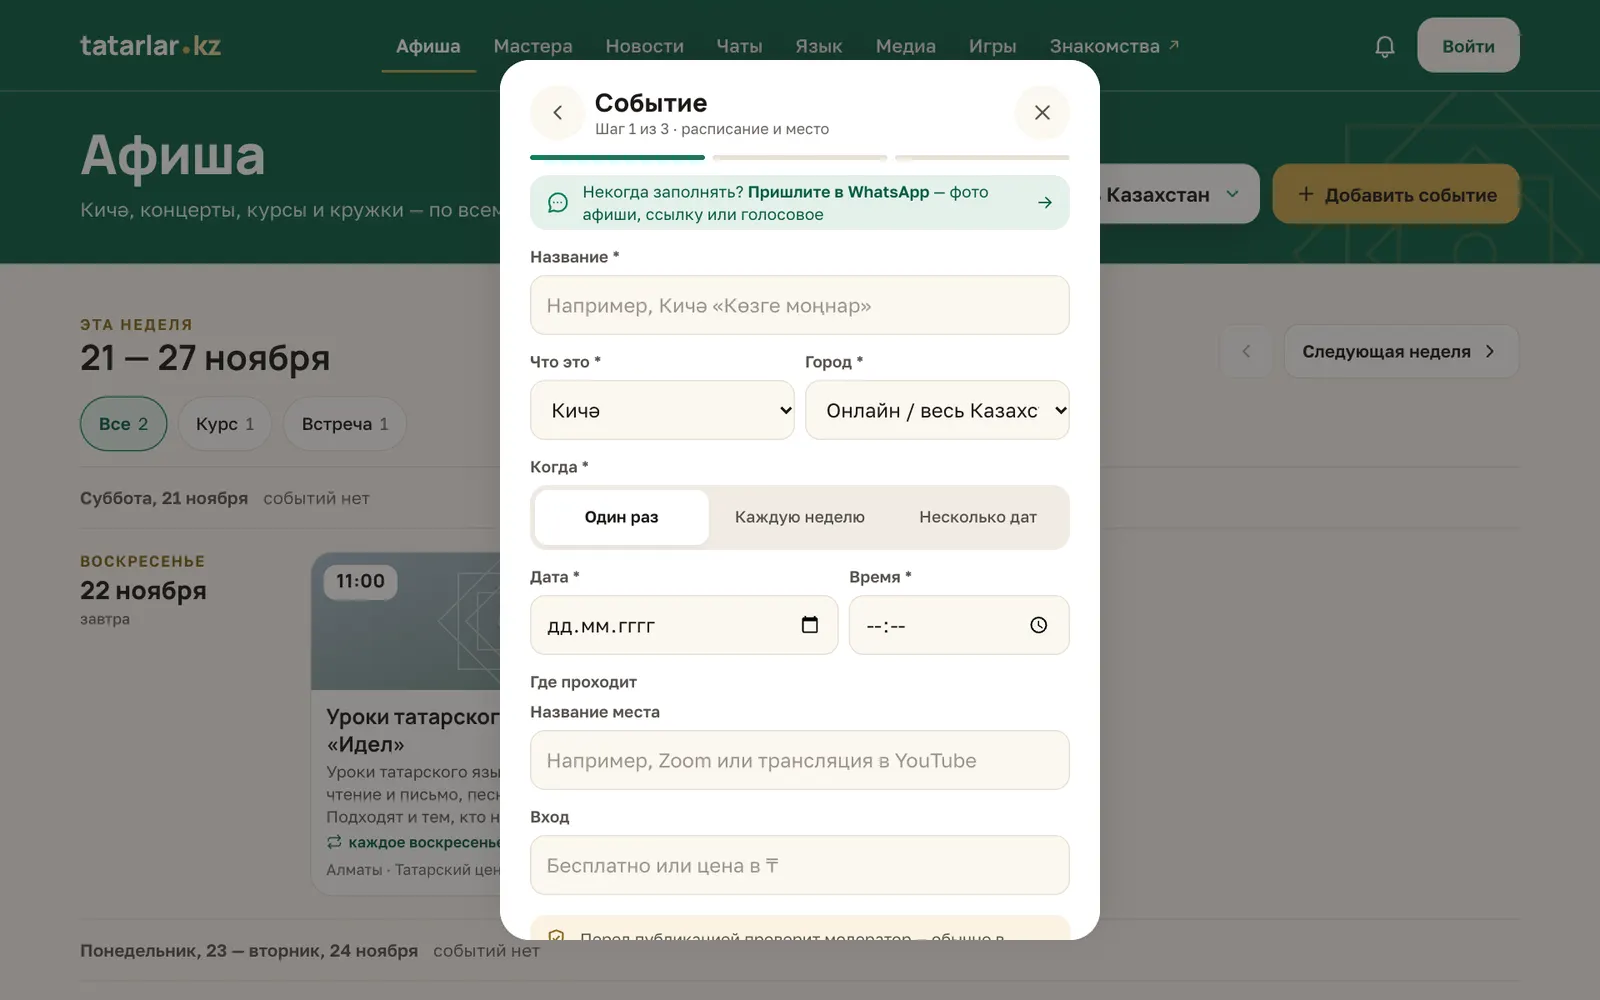 tatarlar.kz
Афиша
Мастера
Новости
Чаты
Язык
Медиа
Игры
Знакомства ↗
Войти
Афиша
Кичә, концерты, курсы и кружки — по всем
Казахстан
+ Добавить событие
Событие
Шаг 1 из 3 · расписание и место
Некогда заполнять? Пришлите в WhatsApp — фото
афиши, ссылку или голосовое
Название *
Например, Кичә «Көзге моңнар»
Что это *
Город *
Кичә
Онлайн / весь Казахс
Когда *
Один раз
Каждую неделю
Несколько дат
Дата *
Время *
дд.мм.гггг
--:--
Где проходит
Название места
Например, Zoom или трансляция в YouTube
Вход
Бесплатно или цена в ₸
Перед публикацией проверит модератор — обычно в
ЭТА НЕДЕЛЯ
21 — 27 ноября
Следующая неделя
Все 2
Курс 1
Встреча 1
Суббота, 21 ноября событий нет
ВОСКРЕСЕНЬЕ
22 ноября
завтра
11:00
Уроки татарског
«Идел»
Уроки татарского язы
чтение и письмо, песн
Подходят и тем, кто н
каждое воскресенье
Алматы · Татарский цен
Понедельник, 23 — вторник, 24 ноября событий нет